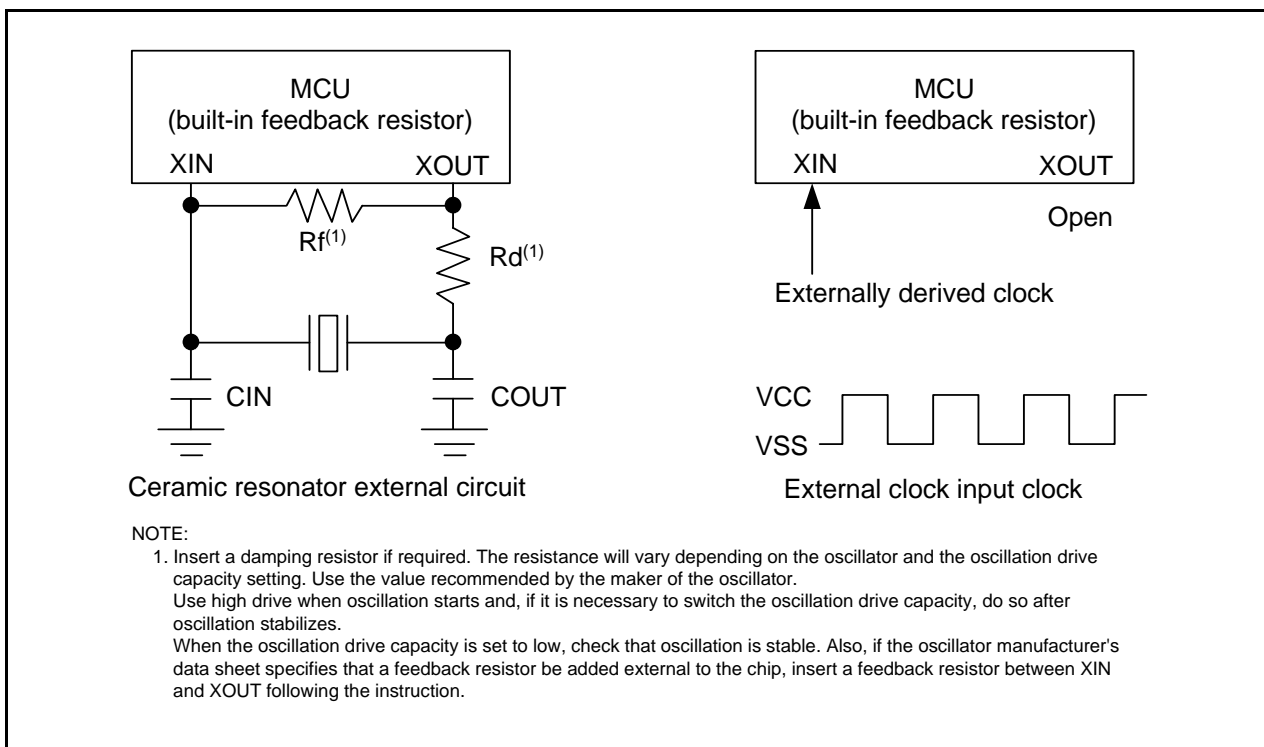 MCU
(built-in feedback resistor)
XIN XOUT
Rf(1)
Rd(1)
CIN COUT
Ceramic resonator external circuit
MCU
(built-in feedback resistor)
XIN XOUT
Open
Externally derived clock
VCC
VSS
External clock input clock
NOTE:
1. Insert a damping resistor if required. The resistance will vary depending on the oscillator and the oscillation drive
capacity setting. Use the value recommended by the maker of the oscillator.
Use high drive when oscillation starts and, if it is necessary to switch the oscillation drive capacity, do so after
oscillation stabilizes.
When the oscillation drive capacity is set to low, check that oscillation is stable. Also, if the oscillator manufacturer's
data sheet specifies that a feedback resistor be added external to the chip, insert a feedback resistor between XIN
and XOUT following the instruction.